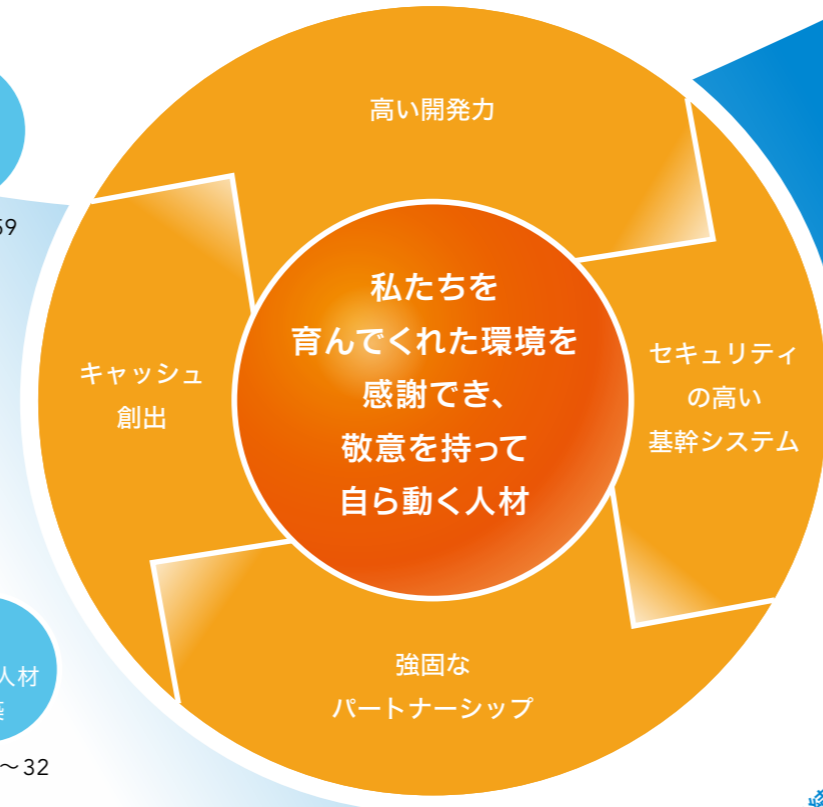 高い開発力
59
私たちを
育んでくれた環境を
感謝でき、
敬意を持って
自ら動く人材
セキュリティ
の高い
基幹システム
キャッシュ
創出
強固な
パートナーシップ
人材
～32